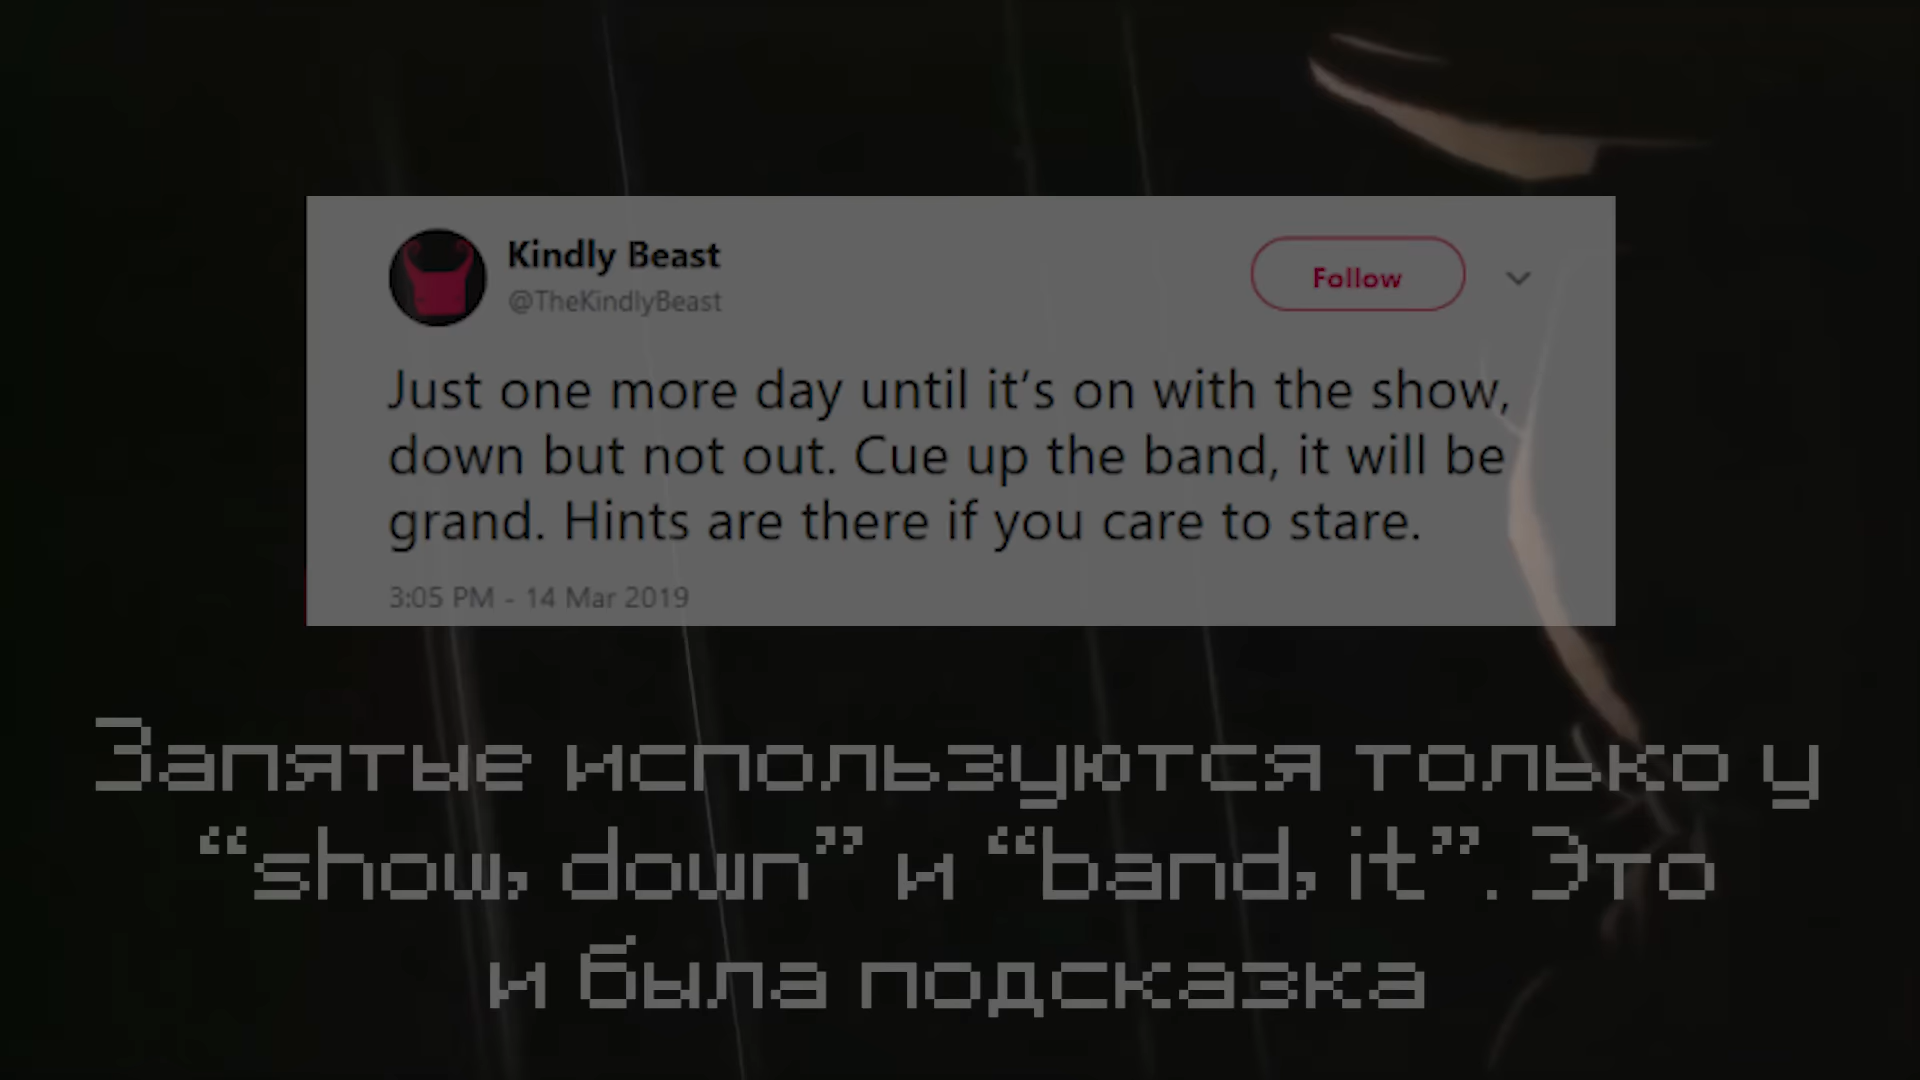 Kindly Beast
@TheKindlyBeast
Follow
Just one more day until it’s on with the show,
down but not out. Cue up the band, it will be
grand. Hints are there if you care to stare.
3:05 PM - 14 Mar 2019
Запятые используются только у
“show, down” и “band, it”. Это
и была подсказка